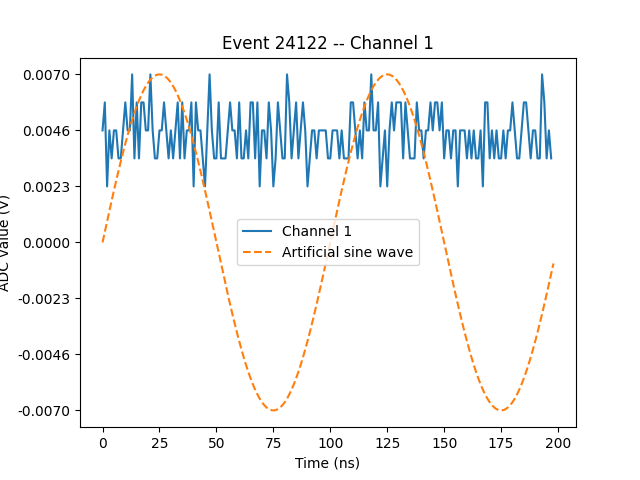 Event 24122 -- Channel 1
0.0070
0.0046
0.0023
0.0000
-0.0023
-0.0046
-0.0070
ADC Value (V)
Channel 1
Artificial sine wave
0 25 50 75 100 125 150 175 200
Time (ns)